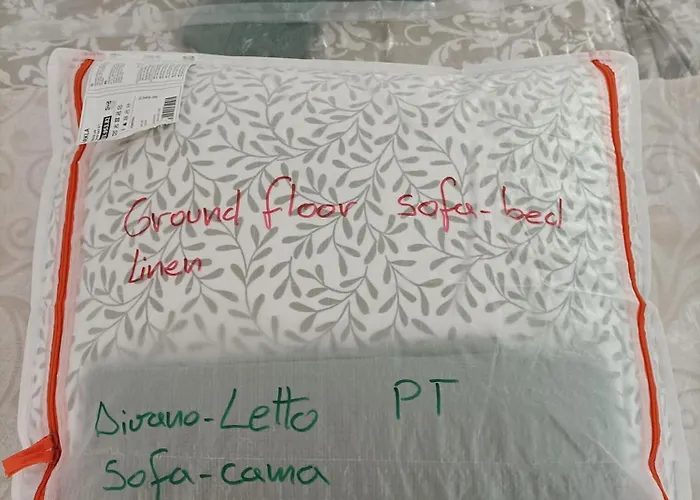 Ground floor sofa-bed
linen
Divano-Letto PT
Sofa-cama